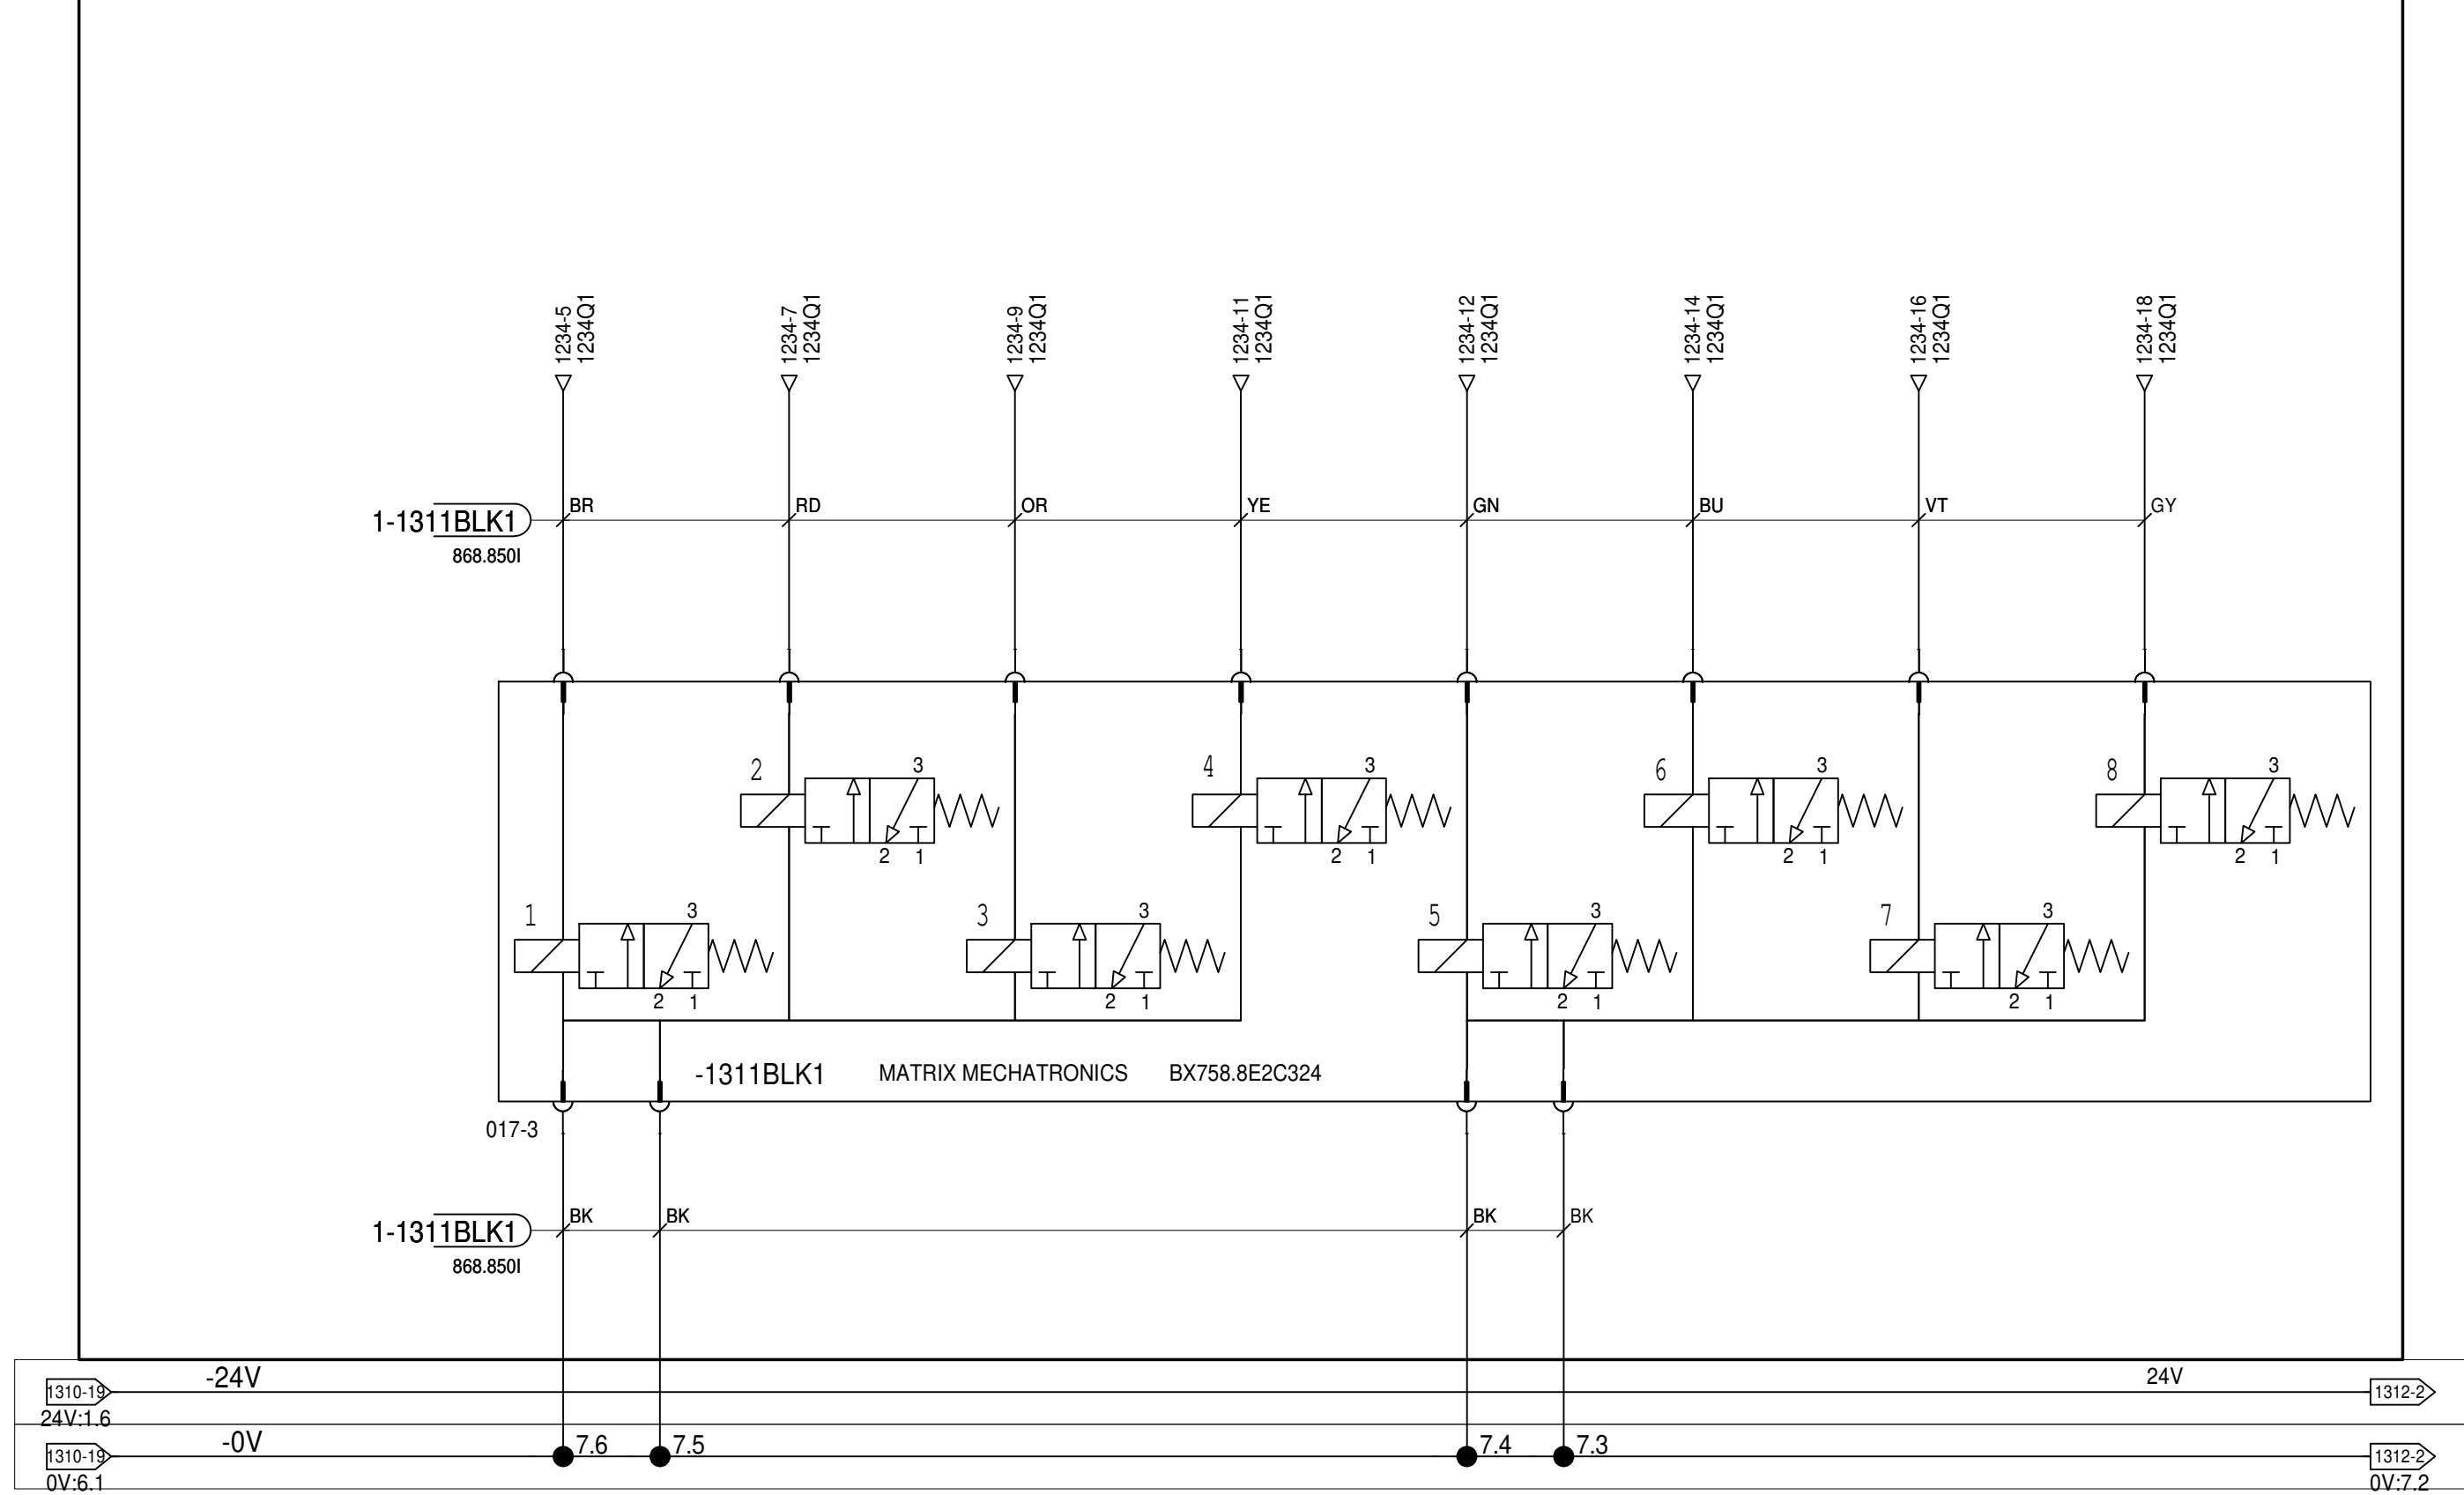 1234-5
1234Q1
1234-7
1234Q1
1234-9
1234Q1
1234-11
1234Q1
1234-12
1234Q1
1234-14
1234Q1
1234-16
1234Q1
1234-18
1234Q1
1-1311BLK1 BR RD OR YE GN BU VT GY
868.850I
2 3 4 3 6 3 8 3
2 1 2 1 2 1 2 1
1 3 3 3 5 3 7 3
2 1 2 1 2 1 2 1
-1311BLK1 MATRIX MECHATRONICS BX758.8E2C324
017-3
1-1311BLK1 BK BK BK BK
868.850I
-24V 24V
1310-19 1312-2
24V:1.6
-0V 7.6 7.5 7.4 7.3
1310-19 1312-2
0V:6.1 0V:7.2